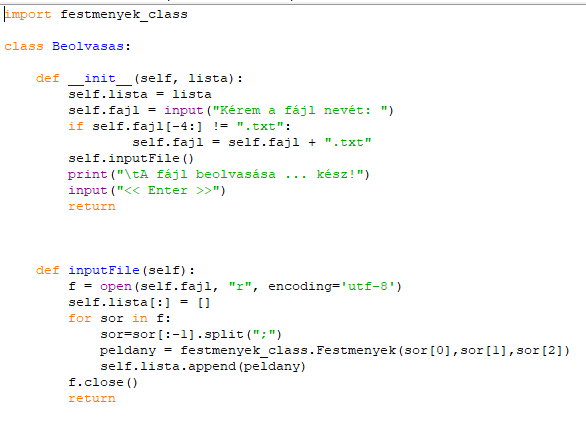 import festmenyek_class
class Beolvasas:
    def __init__(self, lista):
        self.lista = lista
        self.fajl = input("Kérem a fájl nevét: ")
        if self.fajl[-4:] != ".txt":
                self.fajl = self.fajl + ".txt"
        self.inputFile()
        print("\tA fájl beolvasása ... kész!")
        input("<< Enter >>")
        return
    def inputFile(self):
        f = open(self.fajl, "r", encoding='utf-8')
        self.lista[:] = []
        for sor in f:
            sor=sor[:-1].split(";")
            peldany = festmenyek_class.Festmenyek(sor[0],sor[1],sor[2])
            self.lista.append(peldany)
        f.close()
        return